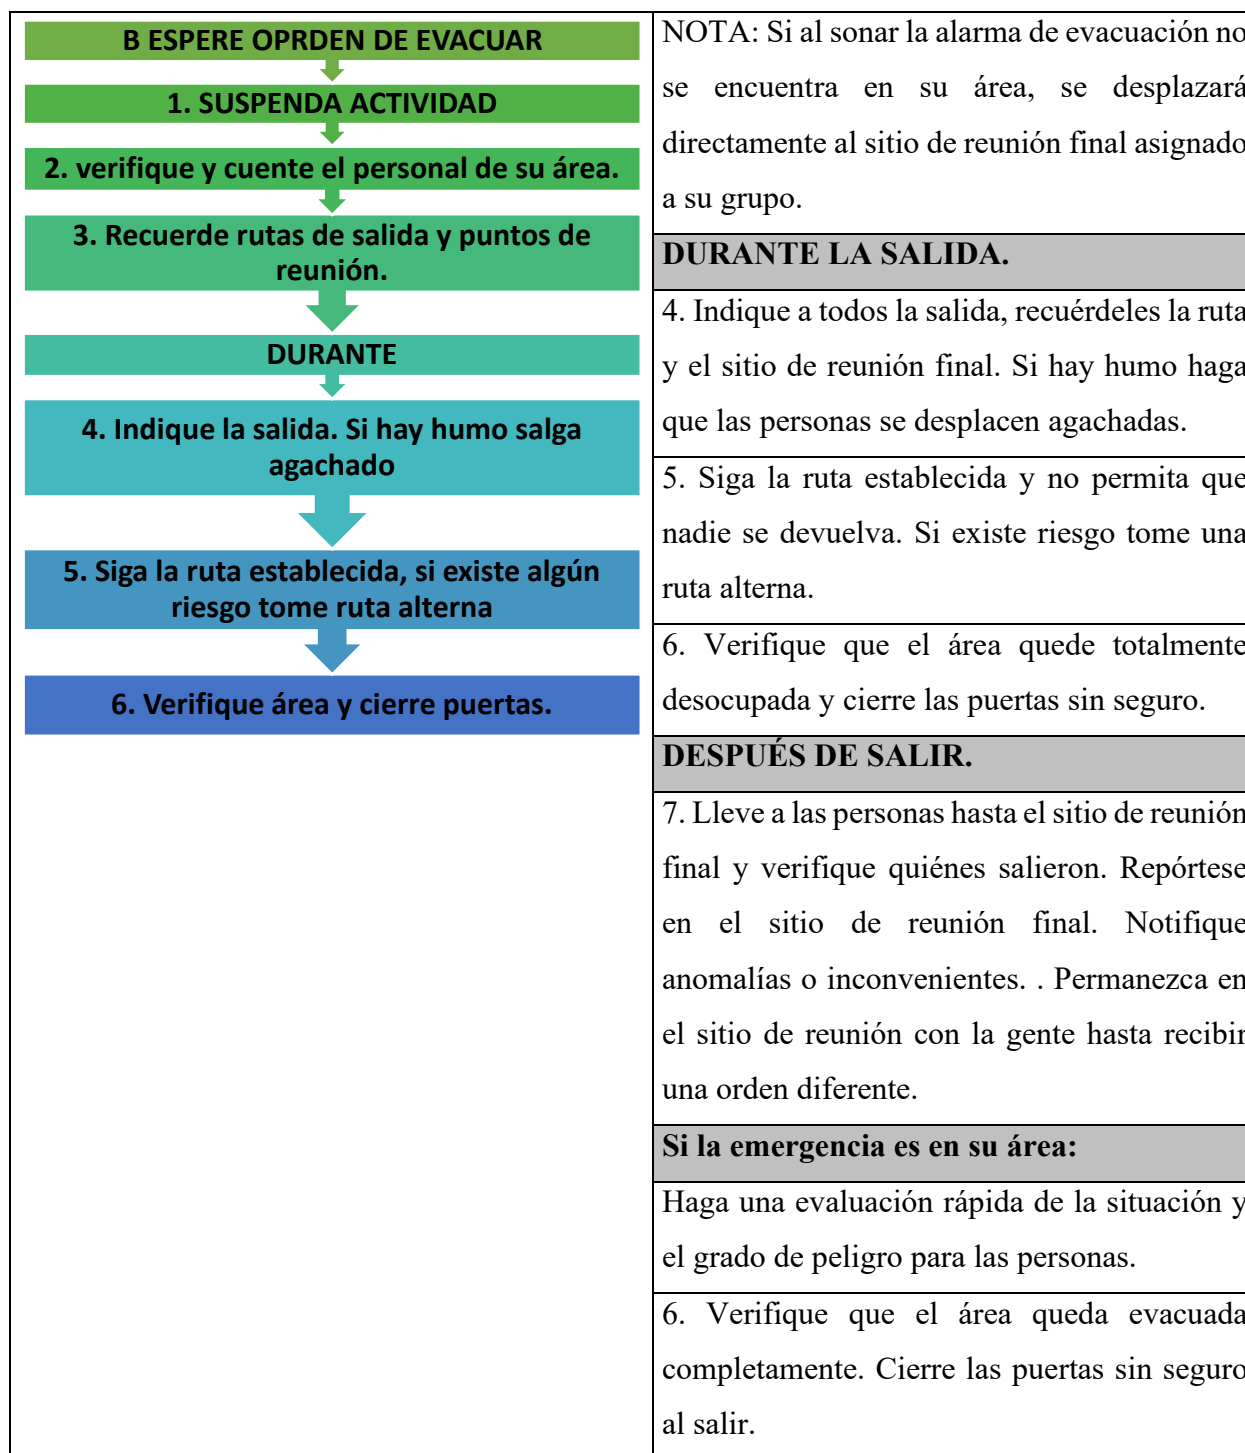 B ESPERE OPRDEN DE EVACUAR
1. SUSPENDA ACTIVIDAD
2. verifique y cuente el personal de su área.
3. Recuerde rutas de salida y puntos de
reunión.
DURANTE
4. Indique la salida. Si hay humo salga
agachado
5. Siga la ruta establecida, si existe algún
riesgo tome ruta alterna
6. Verifique área y cierre puertas.
NOTA: Si al sonar la alarma de evacuación no
se encuentra en su área, se desplazará
directamente al sitio de reunión final asignado
a su grupo.
DURANTE LA SALIDA.
4. Indique a todos la salida, recuérdeles la ruta
y el sitio de reunión final. Si hay humo haga
que las personas se desplacen agachadas.
5. Siga la ruta establecida y no permita que
nadie se devuelva. Si existe riesgo tome una
ruta alterna.
6. Verifique que el área quede totalmente
desocupada y cierre las puertas sin seguro.
DESPUÉS DE SALIR.
7. Lleve a las personas hasta el sitio de reunión
final y verifique quiénes salieron. Repórtese
en el sitio de reunión final. Notifique
anomalías o inconvenientes. . Permanezca en
el sitio de reunión con la gente hasta recibir
una orden diferente.
Si la emergencia es en su área:
Haga una evaluación rápida de la situación y
el grado de peligro para las personas.
6. Verifique que el área queda evacuada
completamente. Cierre las puertas sin seguro
al salir.